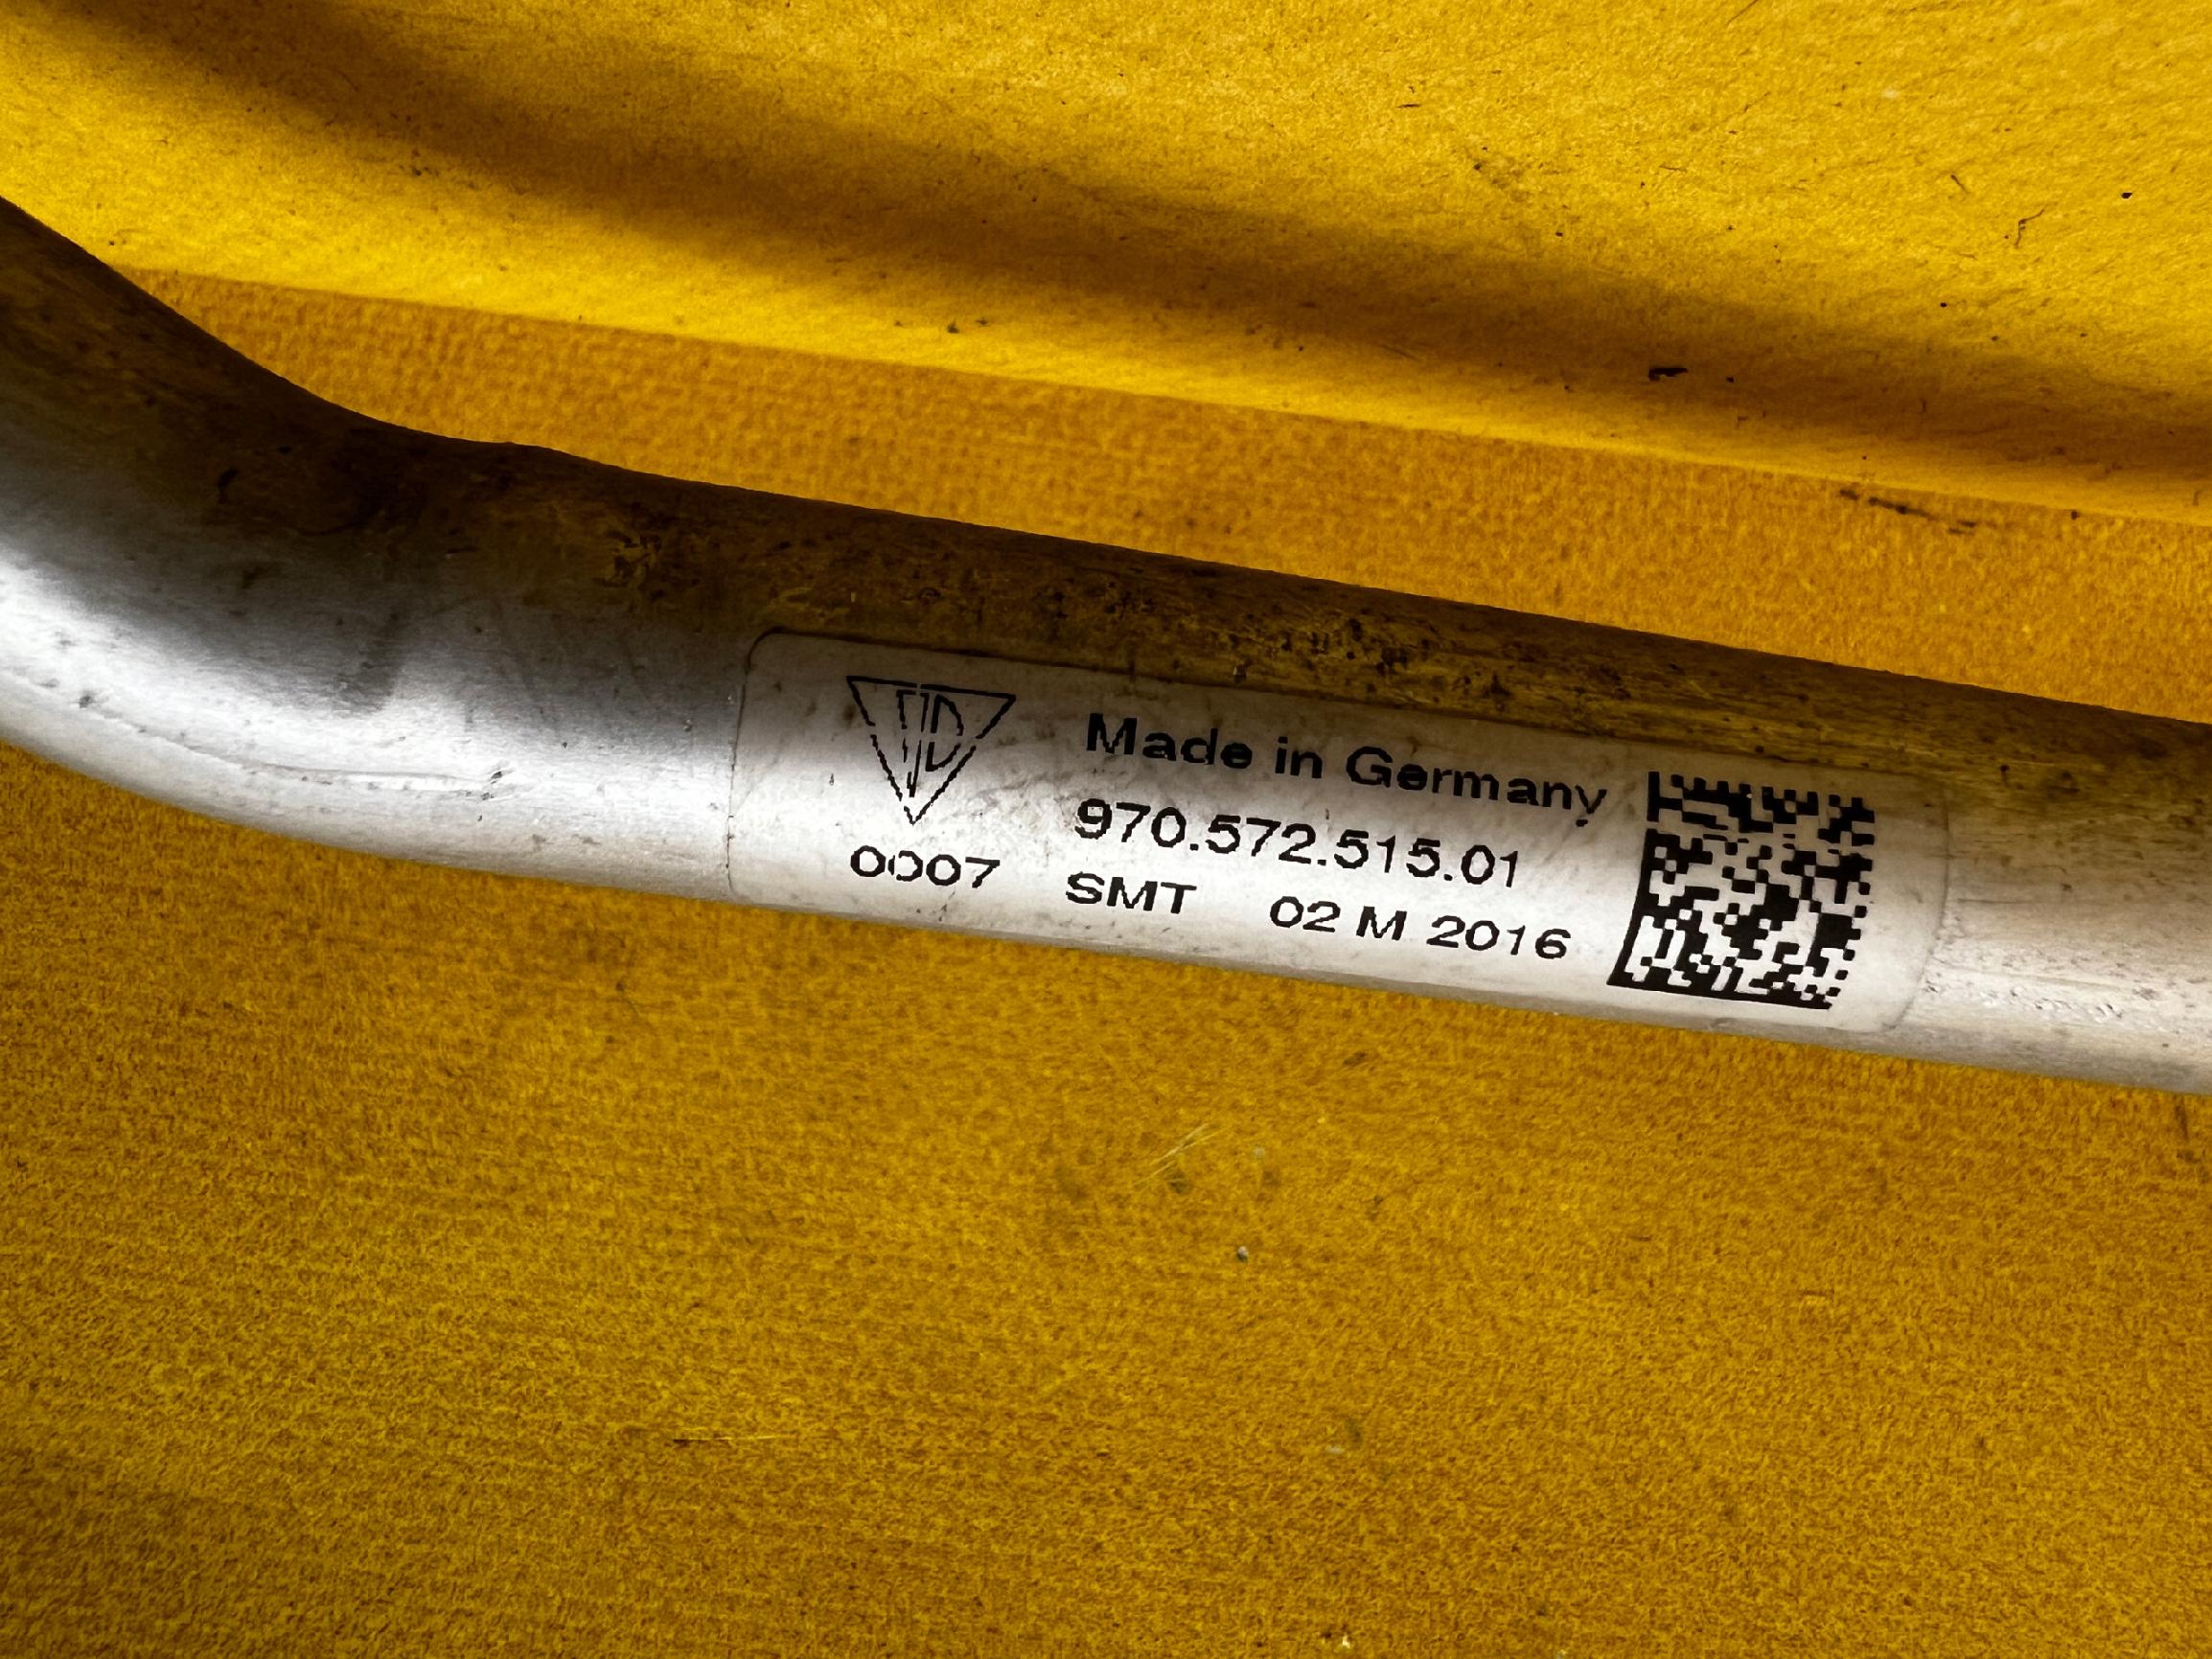 Made in Germany
970.572.515.01
0007 SMT 02 M 2016